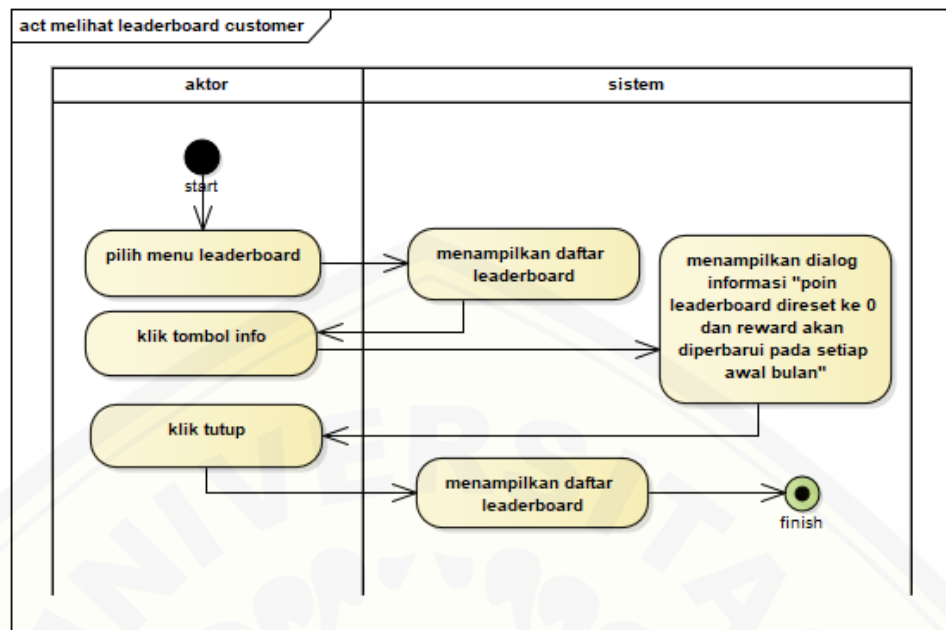 act melihat leaderboard customer
aktor
sistem
start
pilih menu leaderboard
menampilkan daftar
leaderboard
menampilkan dialog
informasi "poin
leaderboard direset ke 0
dan reward akan
diperbarui pada setiap
awal bulan"
klik tombol info
klik tutup
menampilkan daftar
leaderboard
finish
UNIVERSITA